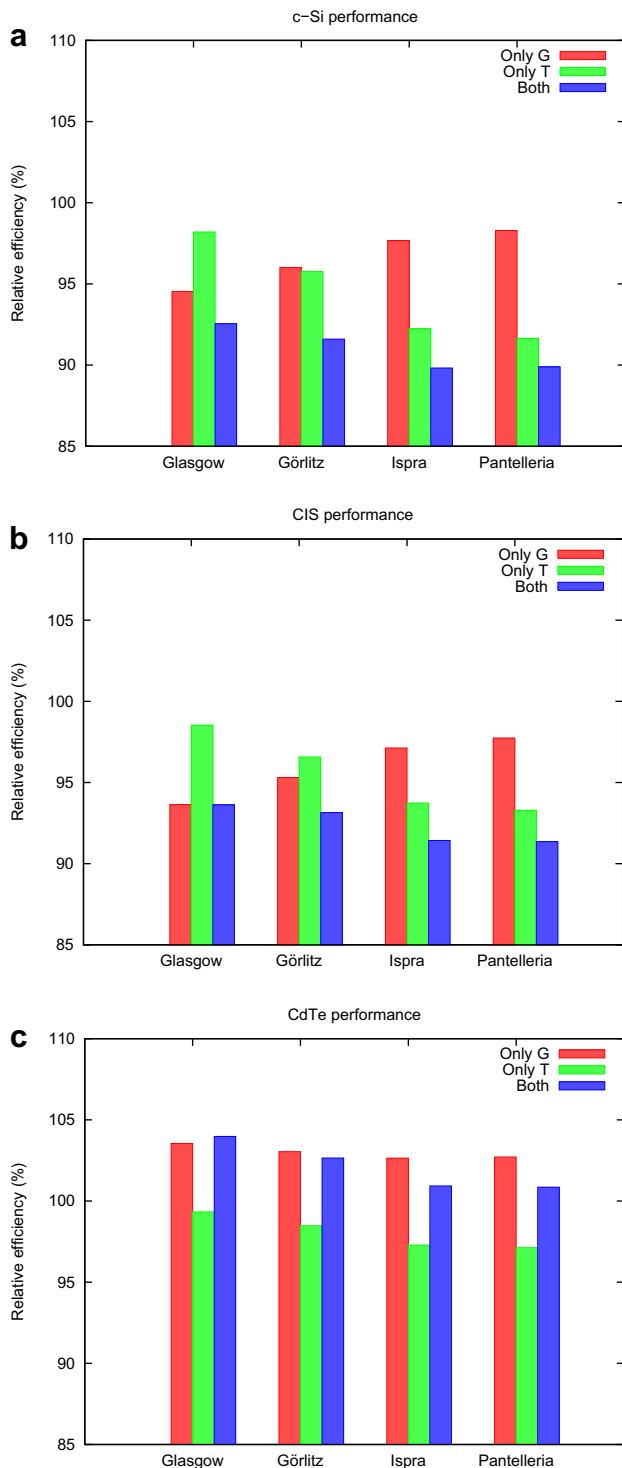 a
c−Si performance
110
105
100
95
90
85
Relative efficiency (%)
Only G
Only T
Both
Glasgow Görlitz Ispra Pantelleria
b
CIS performance
110
105
100
95
90
85
Relative efficiency (%)
Only G
Only T
Both
Glasgow Görlitz Ispra Pantelleria
c
CdTe performance
110
105
100
95
90
85
Relative efficiency (%)
Only G
Only T
Both
Glasgow Görlitz Ispra Pantelleria